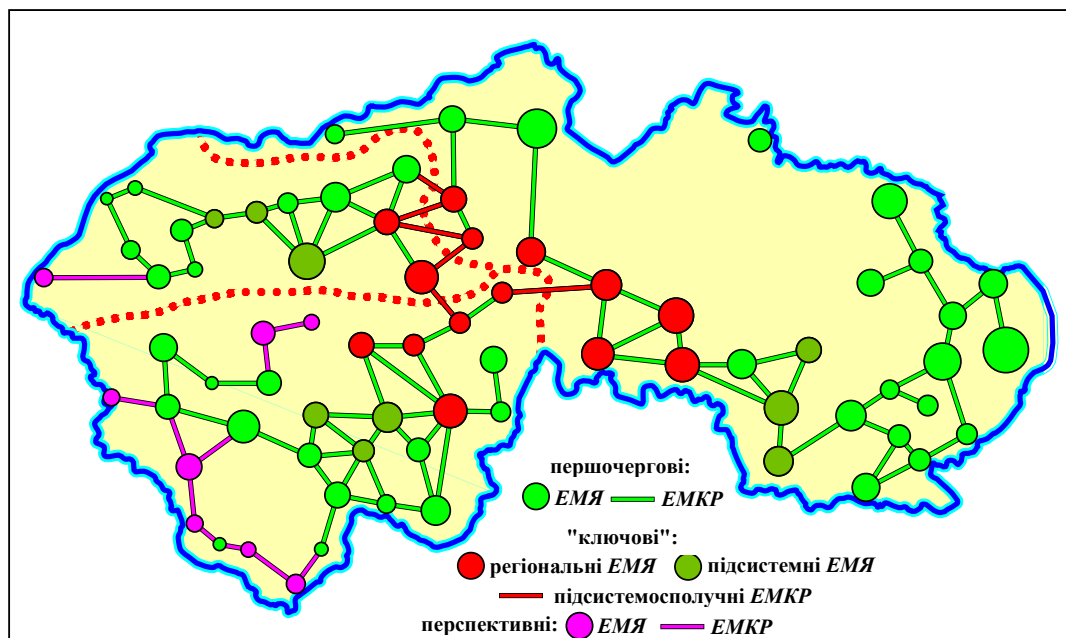 першочергові:
ЕМЯ ЕМКР
"ключові":
регіональні ЕМЯ підсистемні ЕМЯ
підсистемосполучні ЕМКР
перспективні: ЕМЯ ЕМКР